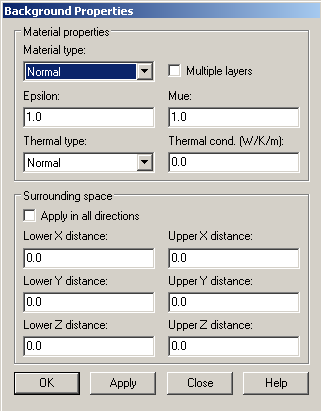 Background Properties
Material properties
Material type:
Normal
Multiple layers
Epsilon:
Mue:
1.0
1.0
Thermal type:
Thermal cond. (W/K/m):
Normal
0.0
Surrounding space
Apply in all directions
Lower X distance:
Upper X distance:
0.0
0.0
Lower Y distance:
Upper Y distance:
0.0
0.0
Lower Z distance:
Upper Z distance:
0.0
0.0
OK
Apply
Close
Help